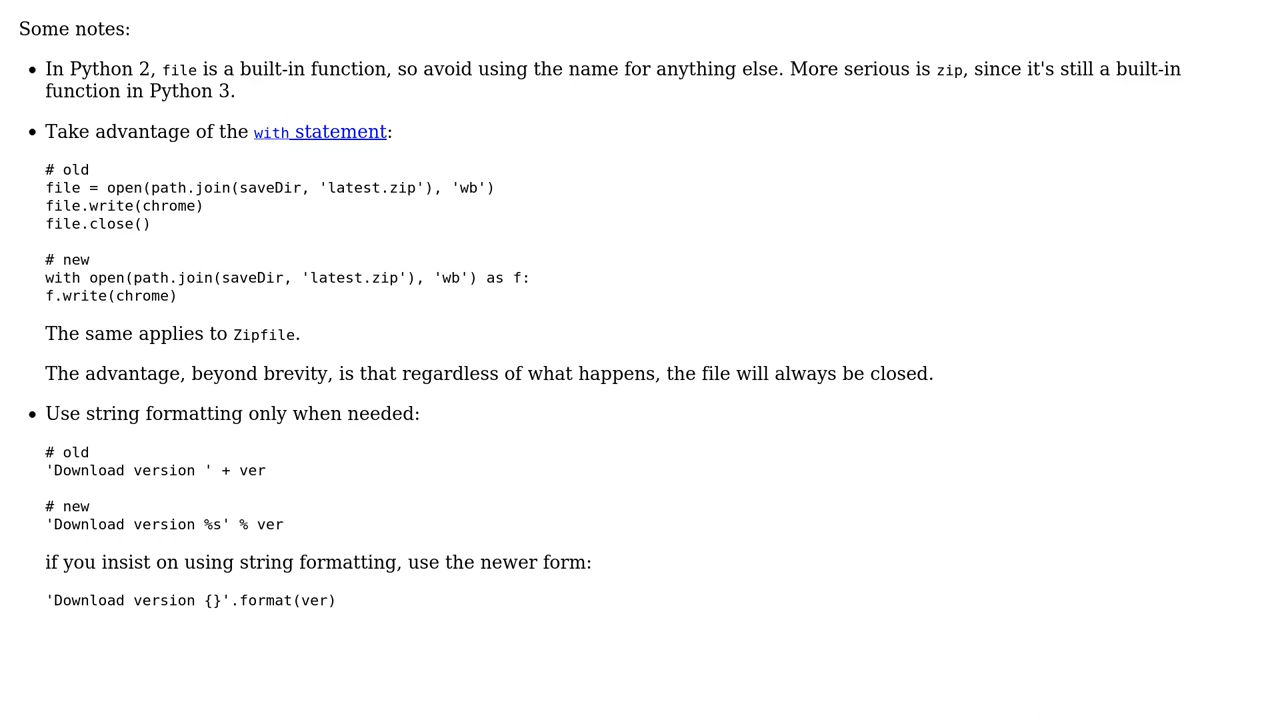 Some notes:
• In Python 2, file is a built-in function, so avoid using the name for anything else. More serious is zip, since it's still a built-in
function in Python 3.
• Take advantage of the with statement:
# old
file = open(path.join(saveDir, 'latest.zip'), 'wb')
file.write(chrome)
file.close()
# new
with open(path.join(saveDir, 'latest.zip'), 'wb') as f:
f.write(chrome)
The same applies to Zipfile.
The advantage, beyond brevity, is that regardless of what happens, the file will always be closed.
• Use string formatting only when needed:
# old
'Download version ' + ver
# new
'Download version %s' % ver
if you insist on using string formatting, use the newer form:
'Download version {}'.format(ver)